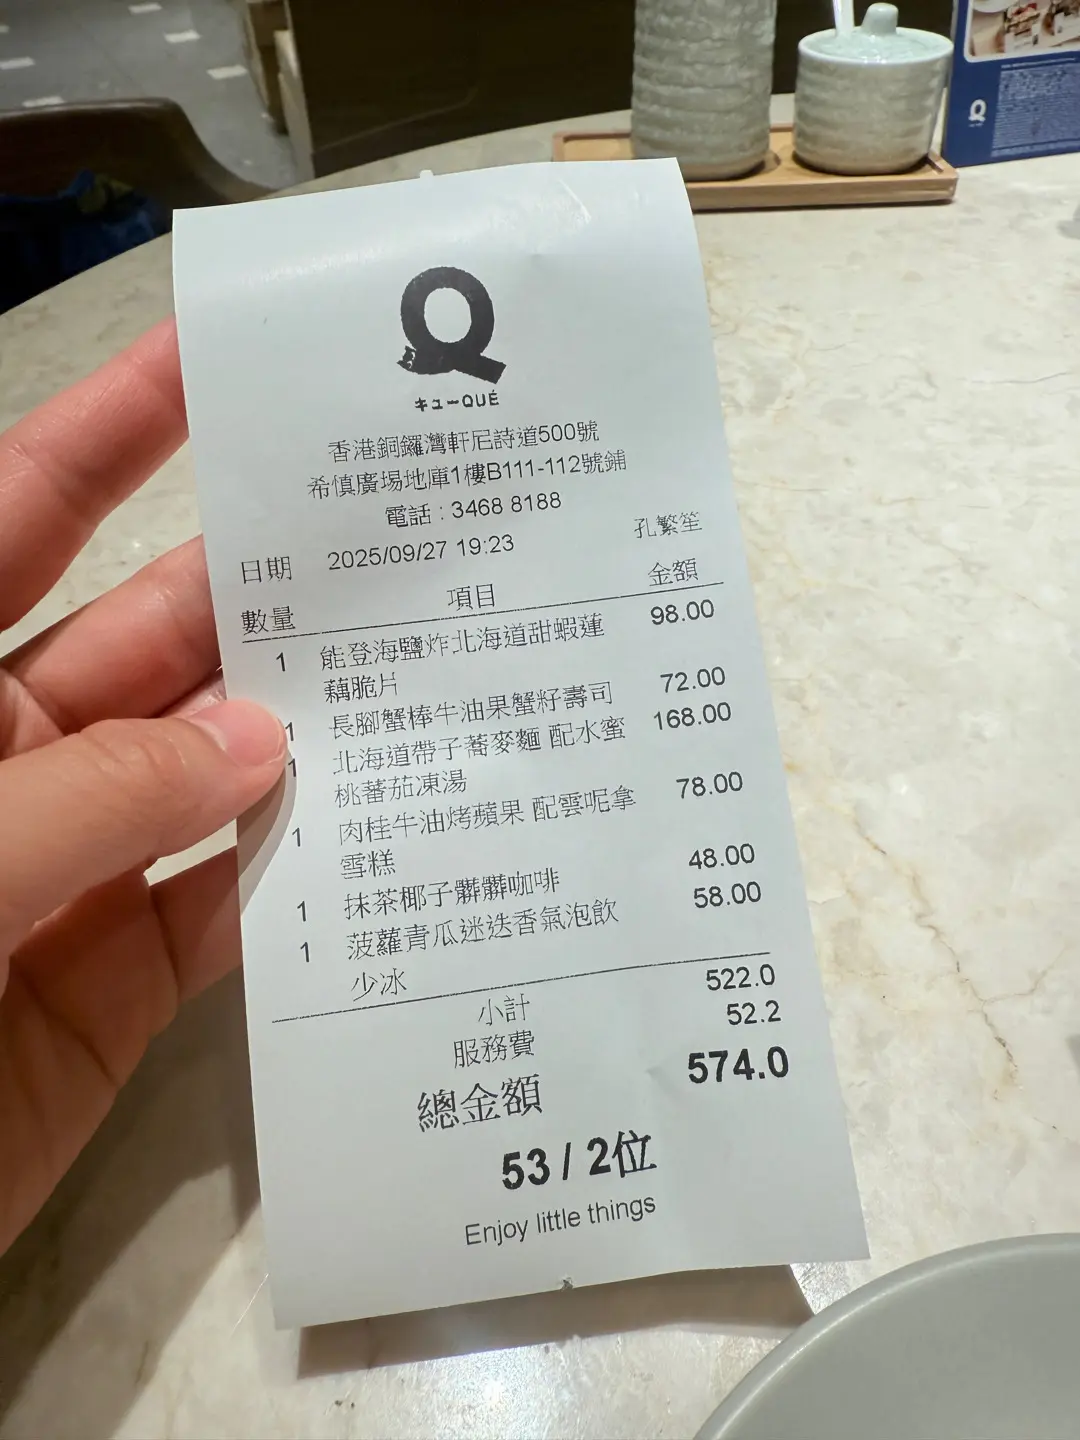 Q
キューQUÉ
香港銅鑼灣軒尼詩道500號
希慎廣場地庫1樓B111-112號鋪
電話 : 3468 8188
日期 2025/09/27 19:23 孔繁笙
數量 項目 金額
1 能登海鹽炸北海道甜蝦蓮 98.00
藕脆片
1 長腳蟹棒牛油果蟹籽壽司 72.00
1 北海道帶子蕎麥麵 配水蜜 168.00
桃蕃茄凍湯
1 肉桂牛油烤蘋果 配雲呢拿 78.00
雪糕
1 抹茶椰子髒髒咖啡 48.00
1 菠蘿青瓜迷迭香氣泡飲 58.00
少冰
小計 522.0
服務費 52.2
總金額 574.0
53 / 2位
Enjoy little things